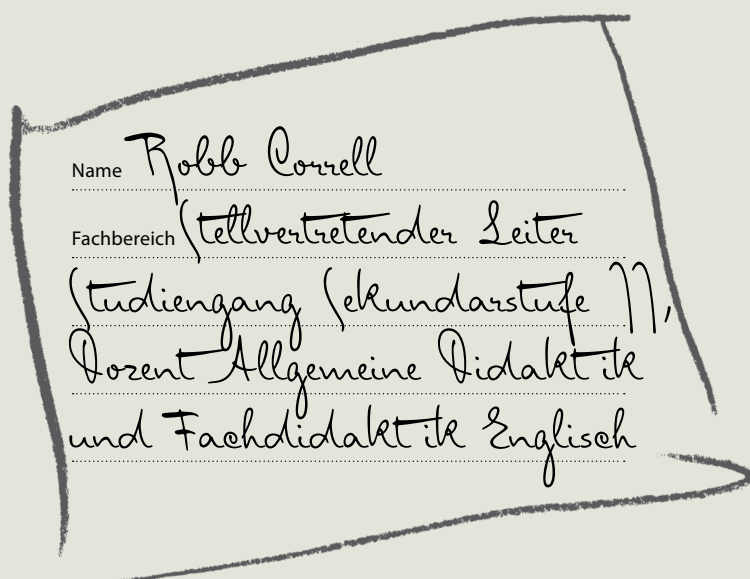 Name Robb Correll
Fachbereich Stellvertretender Leiter
Studiengang Sekundarstufe II,
Dozent Allgemeine Didaktik
und Fachdidaktik Englisch